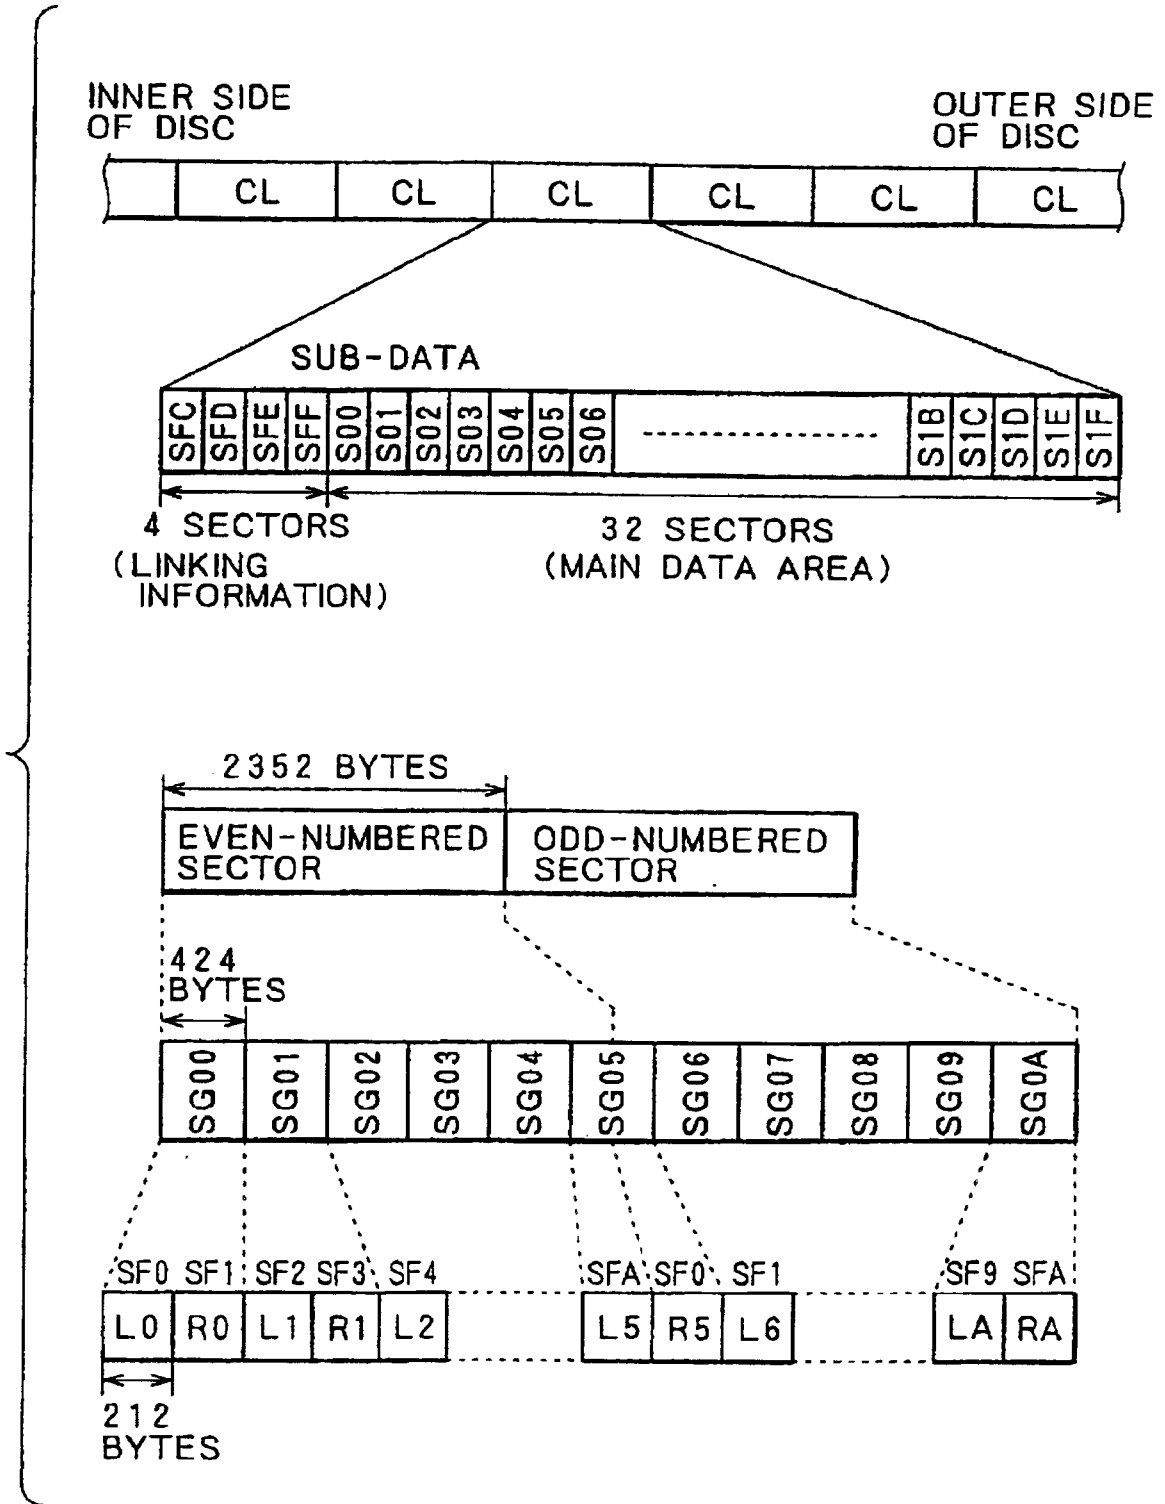 INNER SIDE
OF DISC
OUTER SIDE
OF DISC
CL CL CL CL CL CL
SUB-DATA
SFC SFD SFE SFF S00 S01 S02 S03 S04 S05 S06 S1B S1C S1D S1E S1F
4 SECTORS
(LINKING
INFORMATION)
32 SECTORS
(MAIN DATA AREA)
2352 BYTES
EVEN-NUMBERED
SECTOR
ODD-NUMBERED
SECTOR
424
BYTES
SG00 SG01 SG02 SG03 SG04 SG05 SG06 SG07 SG08 SG09 SG0A
SF0 SF1 SF2 SF3 SF4 SFA SF0 SF1 SF9 SFA
L0 R0 L1 R1 L2 L5 R5 L6 LA RA
212
BYTES